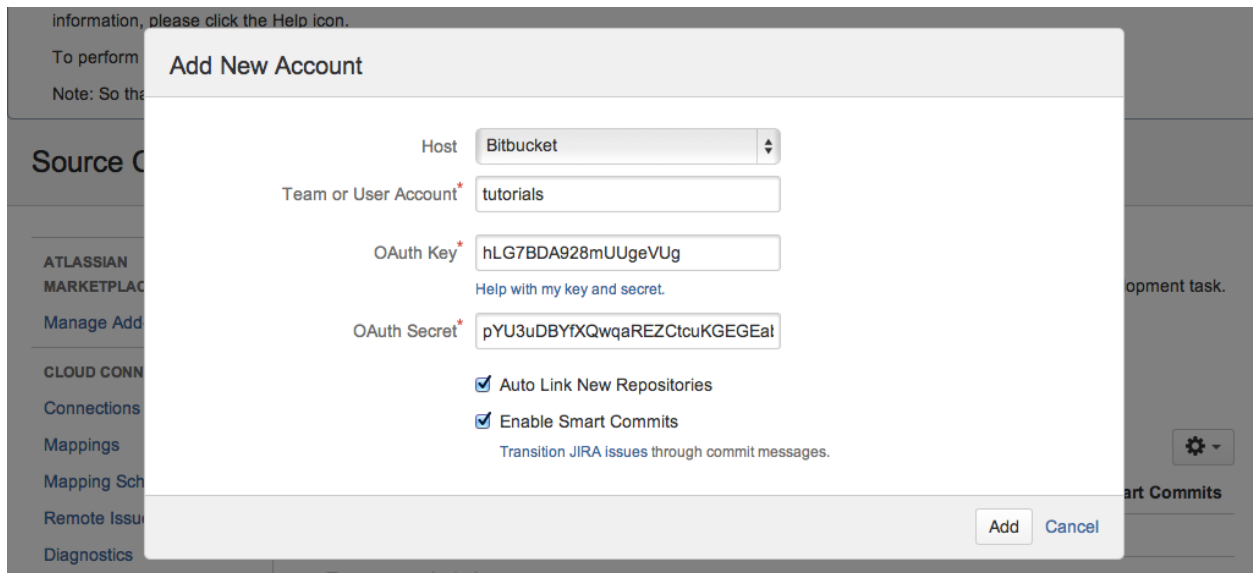 information, please click the Help icon.
To perform
Note: So tha
Add New Account
Host Bitbucket
Source C
Team or User Account* tutorials
OAuth Key* hLG7BDA928mUUgeVUg
ATLASSIAN
MARKETPLAC
Help with my key and secret.
opment task.
Manage Add
OAuth Secret* pYU3uDBYfXQwqaREZCtcuKGEGEal
CLOUD CONN
Auto Link New Repositories
Connections
Enable Smart Commits
Mappings
Transition JIRA issues through commit messages.
Mapping Sch
art Commits
Remote Issu
Add Cancel
Diagnostics